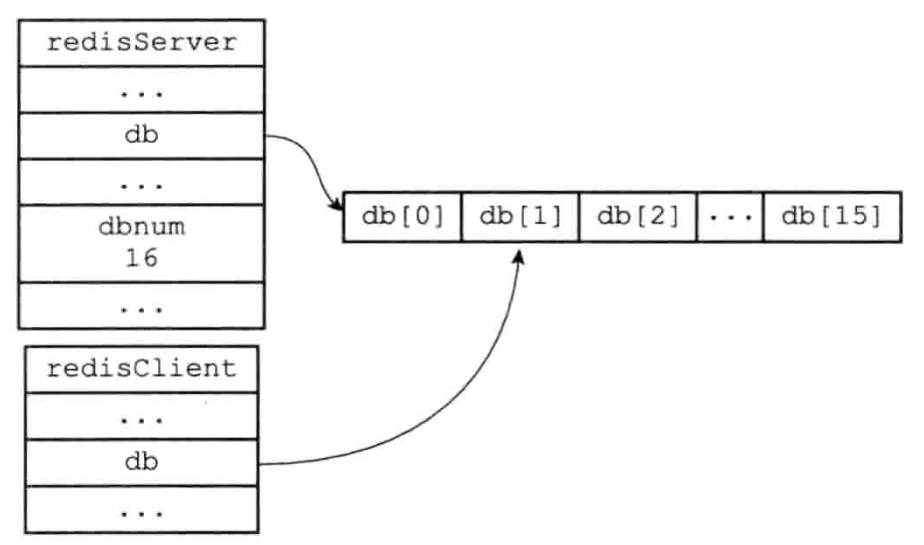 redisServer
...
db
...
dbnum
16
...
db[0] db[1] db[2] ... db[15]
redisClient
...
db
...